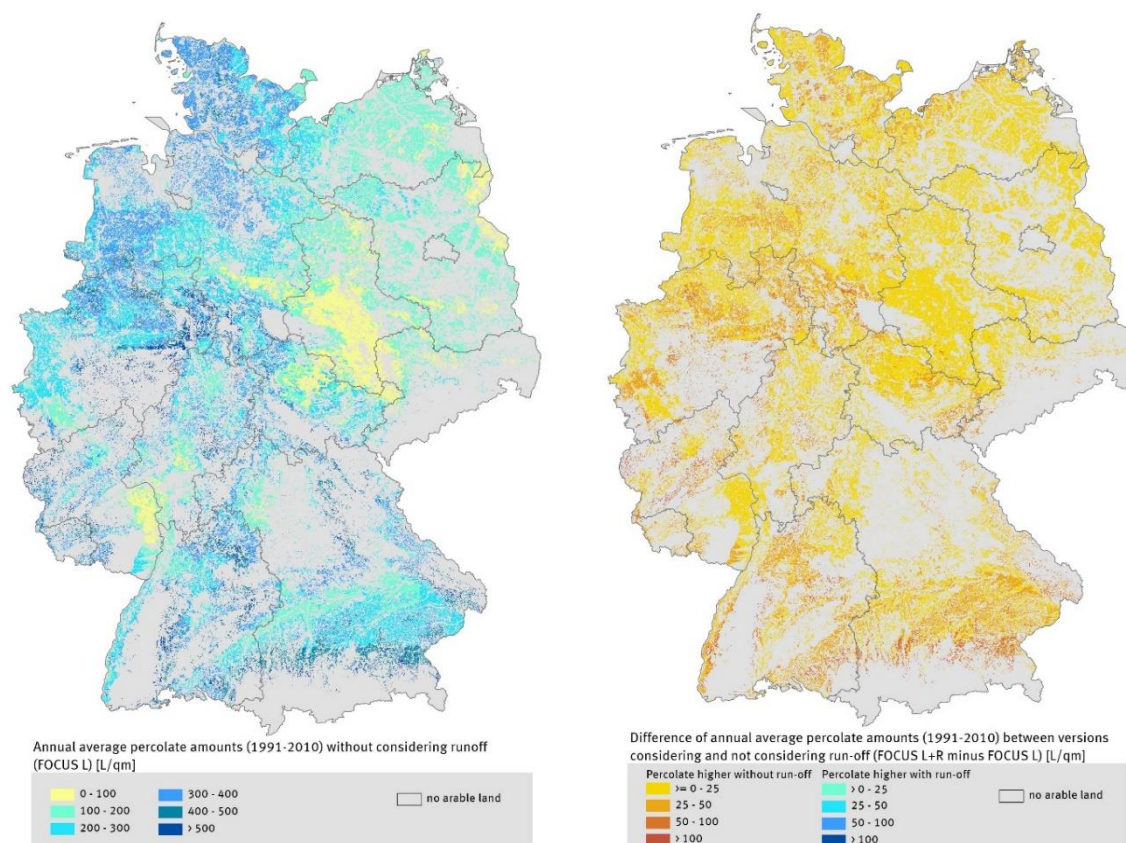 Annual average percolate amounts (1991-2010) without considering runoff
(FOCUS L) [L/qm]
0 - 100
100 - 200
200 - 300
300 - 400
400 - 500
> 500
no arable land
Difference of annual average percolate amounts (1991-2010) between versions
considering and not considering run-off (FOCUS L+R minus FOCUS L) [L/qm]
Percolate higher without run-off
>= 0 - 25
25 - 50
50 - 100
> 100
Percolate higher with run-off
> 0 - 25
25 - 50
50 - 100
> 100
no arable land